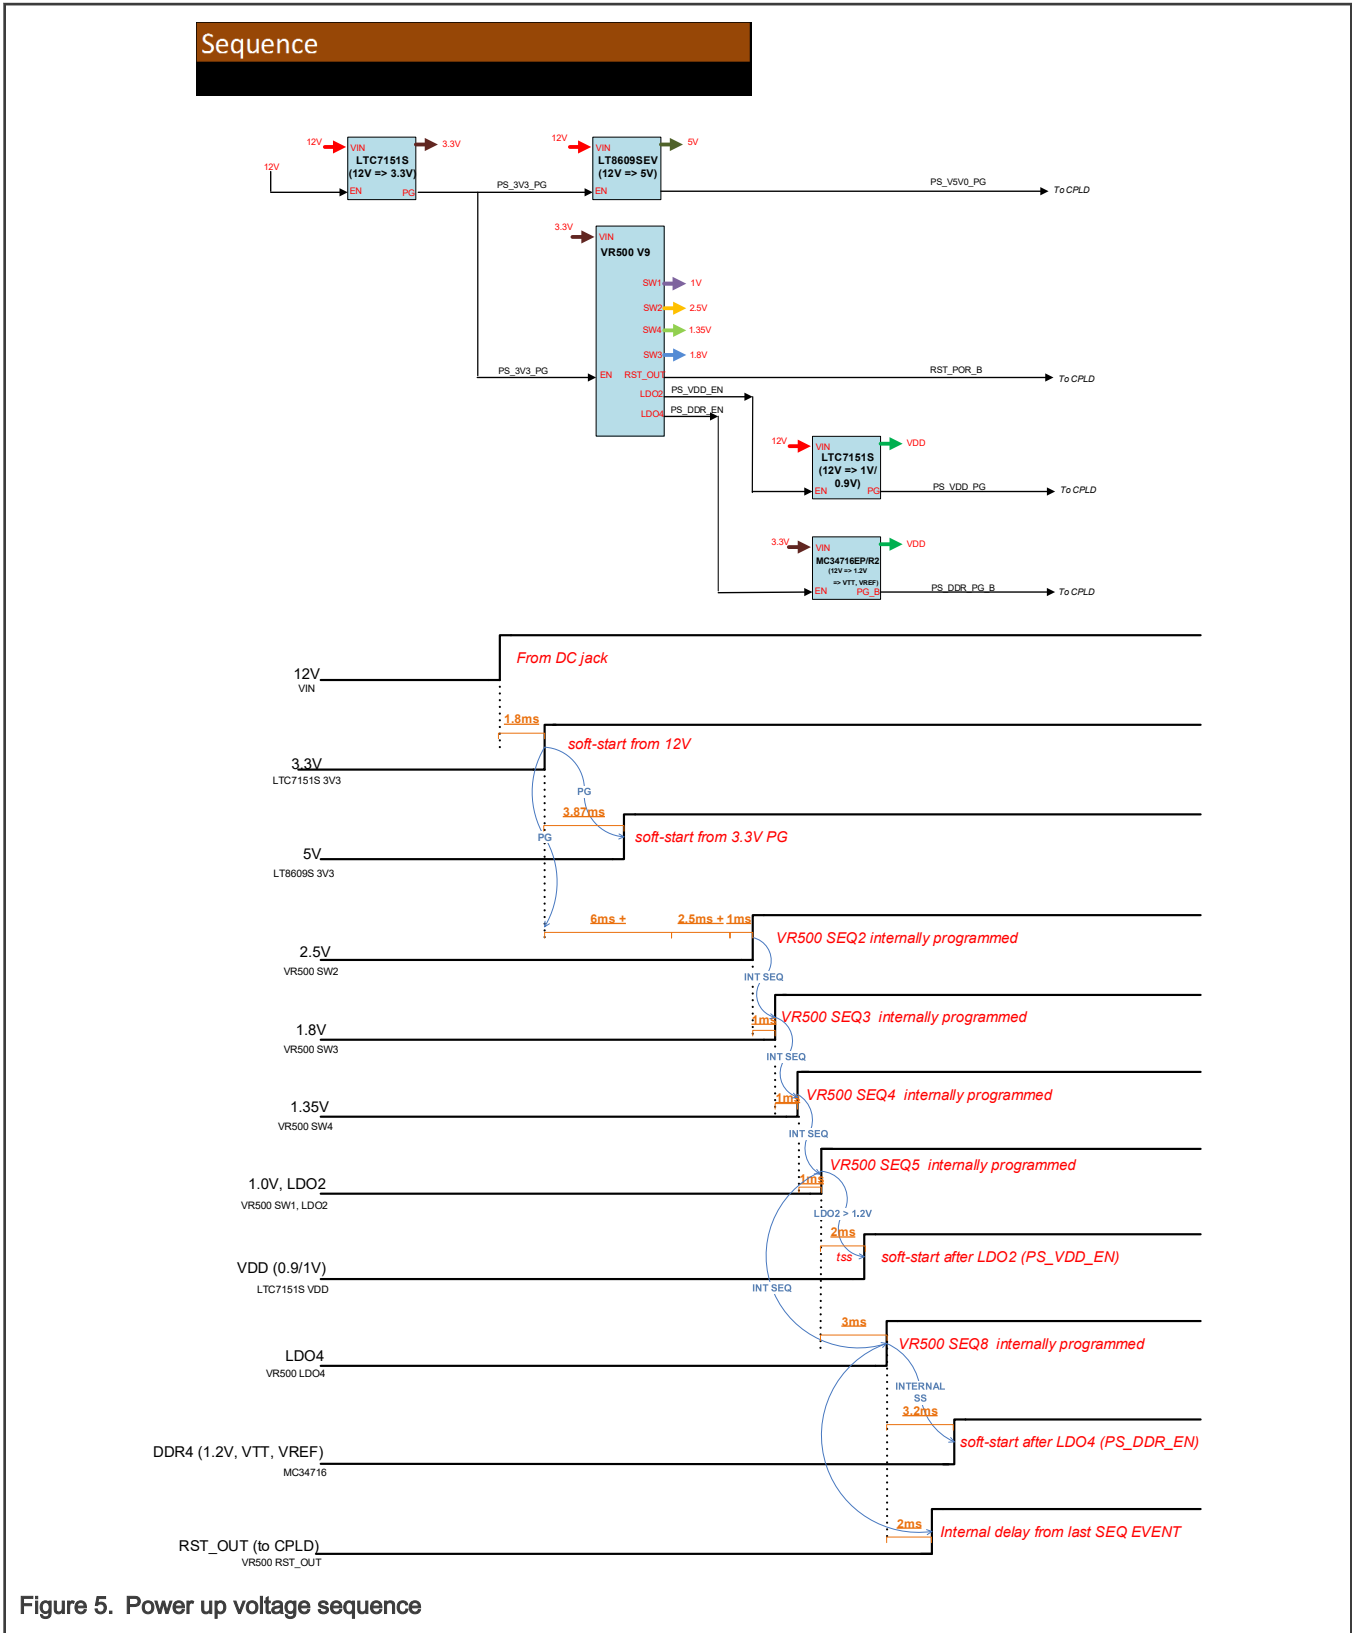 Sequence
12V
VIN
3.3V
LTC7151S
(12V => 3.3V)
12V
EN
PG
PS_3V3_PG
12V
VIN
5V
LT8609SEV
(12V => 5V)
EN
PS_V5V0_PG
To CPLD
3.3V
VIN
VR500 V9
SW1
1V
SW2
2.5V
SW4
1.35V
SW3
1.8V
PS_3V3_PG
EN
RST_OUT
RST_POR_B
To CPLD
LDO2
PS_VDD_EN
LDO4
PS_DDR_EN
12V
VIN
VDD
LTC7151S
(12V => 1V/
0.9V)
EN
PG
PS_VDD_PG
To CPLD
3.3V
VIN
VDD
MC34716EP/R2
(12V => 1.2V
=> VTT, VREF)
EN
PG_B
PS_DDR_PG_B
To CPLD
From DC jack
12V
VIN
1.8ms
soft-start from 12V
3.3V
LTC7151S 3V3
PG
3.87ms
PG
soft-start from 3.3V PG
5V
LT8609S 3V3
6ms +
2.5ms + 1ms
VR500 SEQ2 internally programmed
2.5V
VR500 SW2
INT SEQ
1ms
VR500 SEQ3 internally programmed
1.8V
VR500 SW3
INT SEQ
1ms
VR500 SEQ4 internally programmed
1.35V
VR500 SW4
INT SEQ
VR500 SEQ5 internally programmed
1ms
1.0V, LDO2
VR500 SW1, LDO2
LDO2 > 1.2V
2ms
tss
soft-start after LDO2 (PS_VDD_EN)
VDD (0.9/1V)
LTC7151S VDD
INT SEQ
3ms
VR500 SEQ8 internally programmed
LDO4
VR500 LDO4
INTERNAL
SS
3.2ms
soft-start after LDO4 (PS_DDR_EN)
DDR4 (1.2V, VTT, VREF)
MC34716
2ms
Internal delay from last SEQ EVENT
RST_OUT (to CPLD)
VR500 RST_OUT
Figure 5. Power up voltage sequence